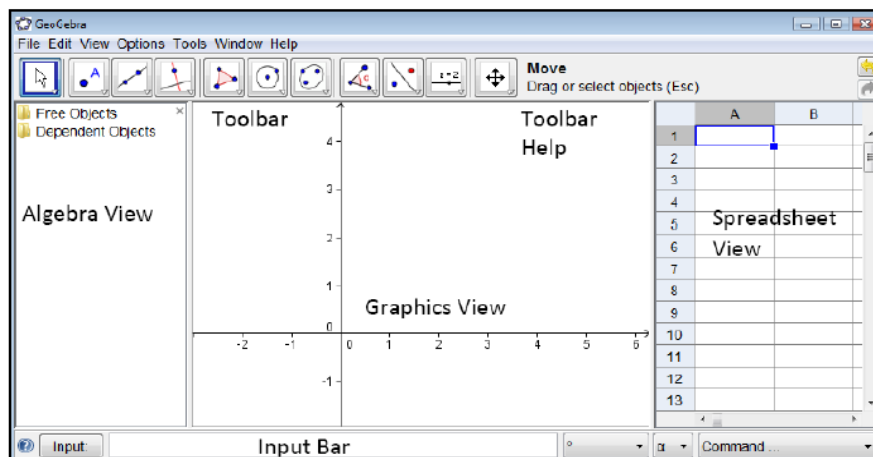 GeoGebra
File Edit View Options Tools Window Help
A
α
a=2
Move
Drag or select objects (Esc)
Free Objects
Dependent Objects
Algebra View
Toolbar
Toolbar
Help
4
3
2
1
0
-1
-2 -1 0 1 2 3 4 5 6
Graphics View
A B
1
2
3
4
5
6
7
8
9
10
11
12
13
Spreadsheet
View
Input:
Input Bar
°
α
Command ...